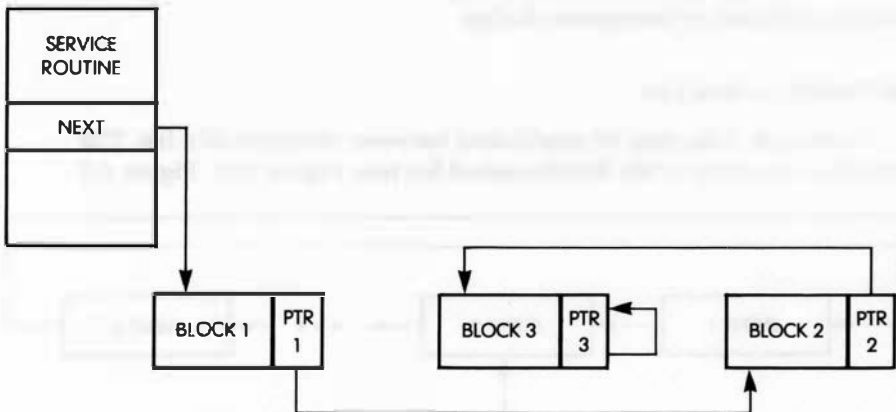 SERVICE
ROUTINE
NEXT
BLOCK 1
PTR
1
BLOCK 3
PTR
3
BLOCK 2
PTR
2